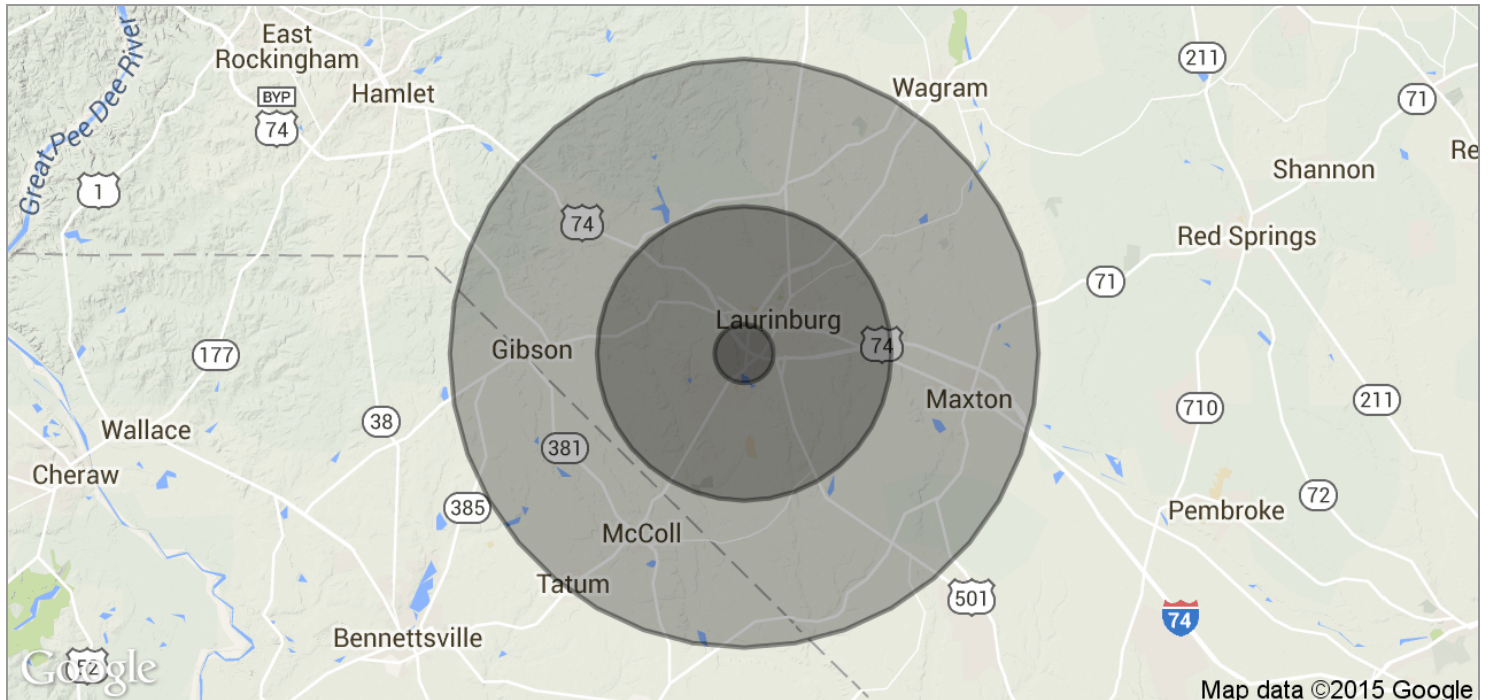 East
Rockingham
Hamlet
BYP
74
Great Pee Dee River
1
Wagram
211
71
Shannon
Re
Red Springs
74
71
Laurinburg
74
Gibson
177
38
Maxton
710
211
Wallace
Cheraw
381
385
72
Pembroke
McColl
Tatum
501
74
Bennettsville
52
Google
Map data ©2015 Google